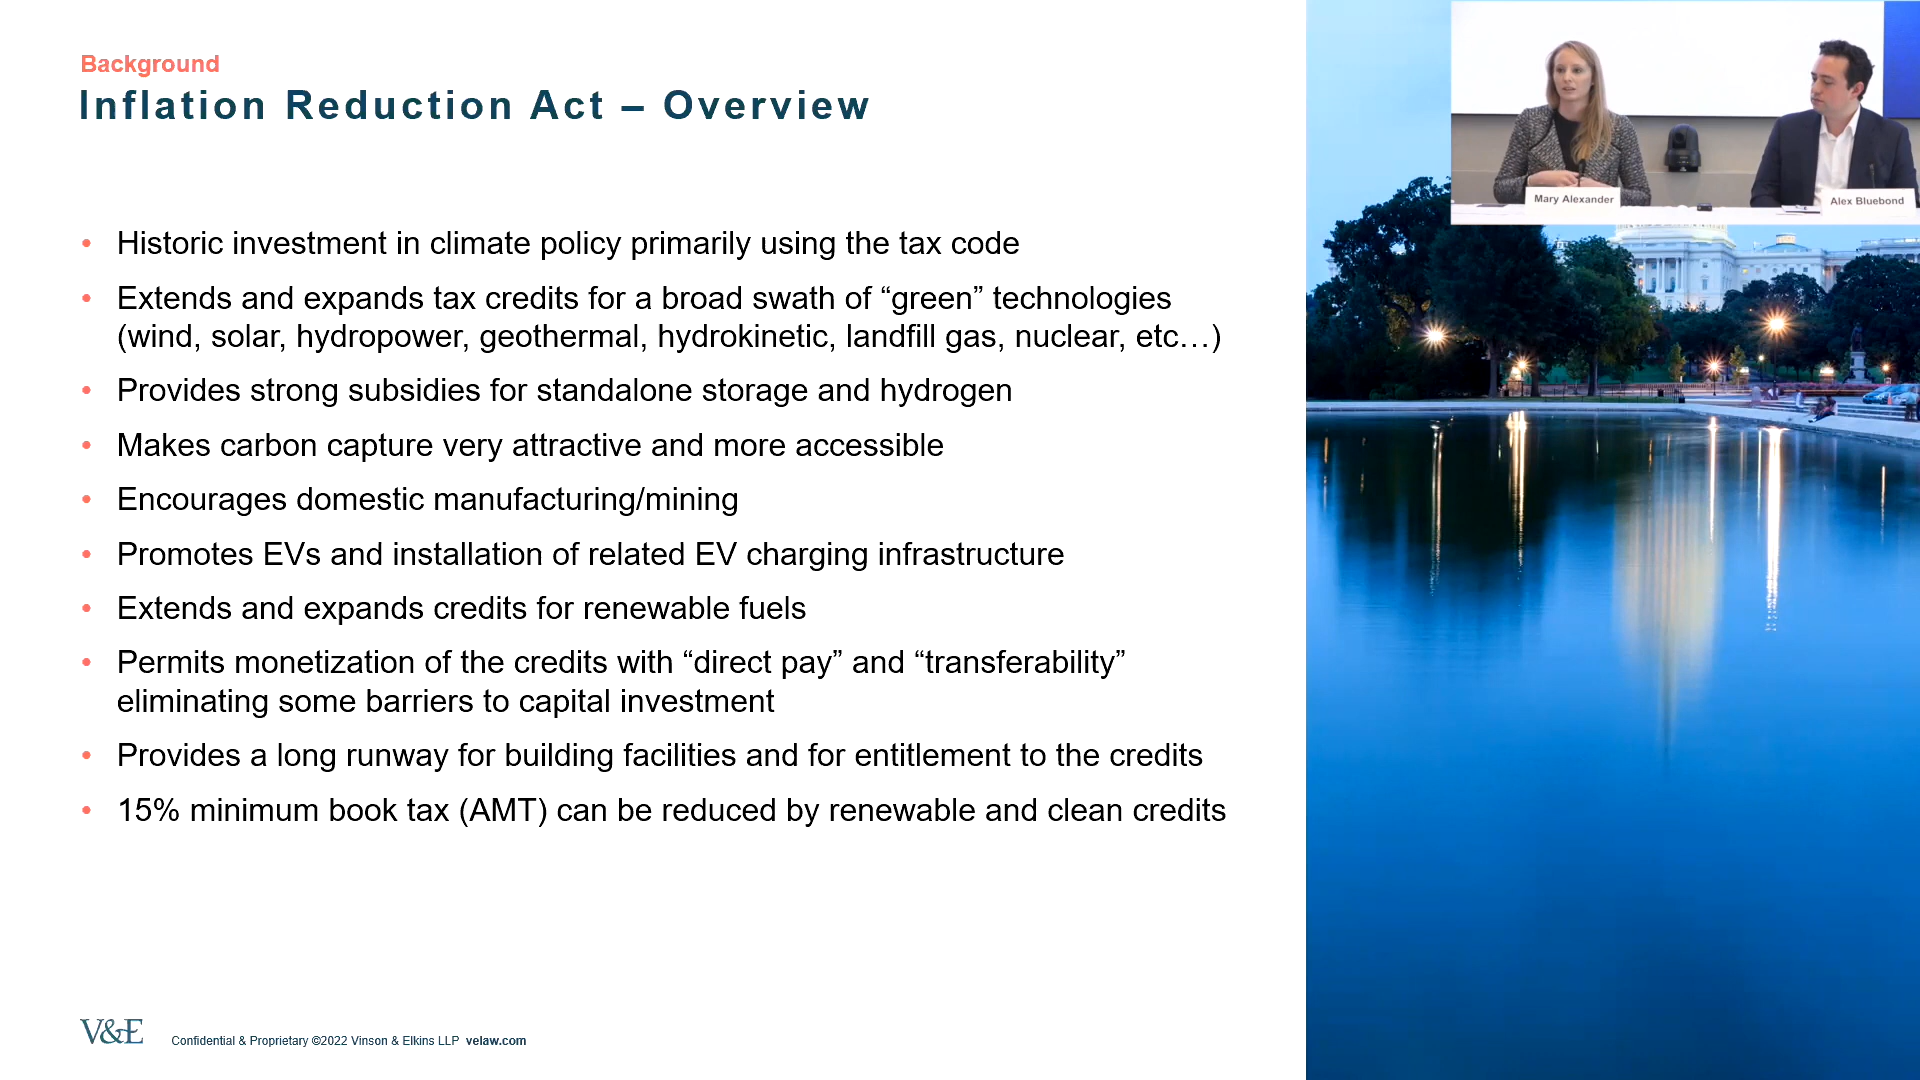 Background
Inflation Reduction Act – Overview
Mary Alexander
Alex Bluebond
• Historic investment in climate policy primarily using the tax code
• Extends and expands tax credits for a broad swath of “green” technologies
(wind, solar, hydropower, geothermal, hydrokinetic, landfill gas, nuclear, etc…)
• Provides strong subsidies for standalone storage and hydrogen
• Makes carbon capture very attractive and more accessible
• Encourages domestic manufacturing/mining
• Promotes EVs and installation of related EV charging infrastructure
• Extends and expands credits for renewable fuels
• Permits monetization of the credits with “direct pay” and “transferability”
eliminating some barriers to capital investment
• Provides a long runway for building facilities and for entitlement to the credits
• 15% minimum book tax (AMT) can be reduced by renewable and clean credits
V&E
Confidential & Proprietary ©2022 Vinson & Elkins LLP velaw.com